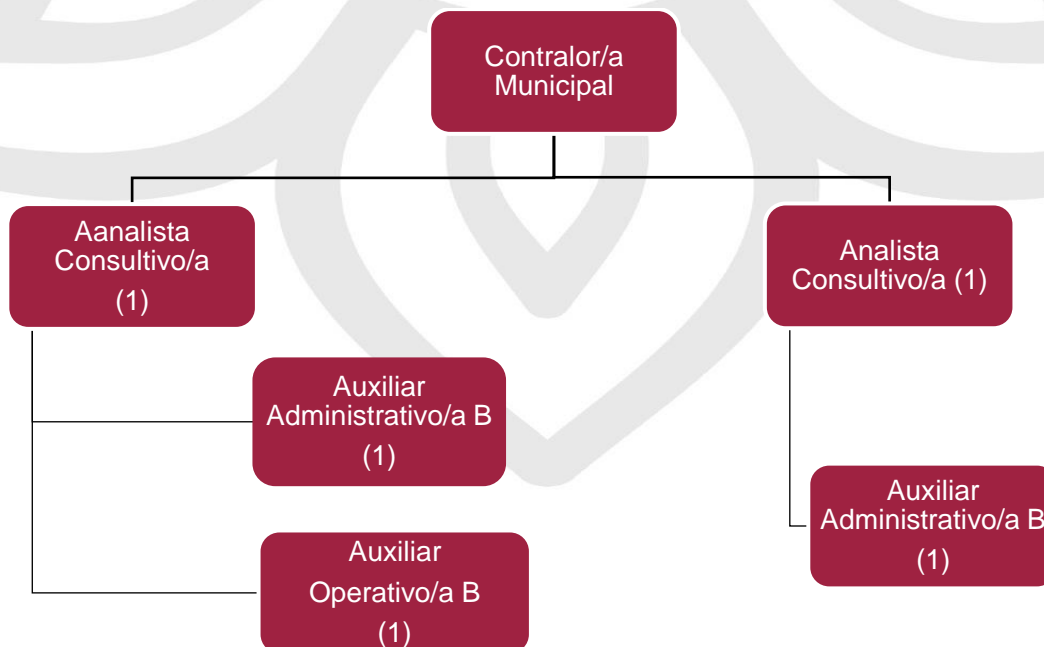 Contralor/a
Municipal
Aanalista
Consultivo/a
(1)
Analista
Consultivo/a (1)
Auxiliar
Administrativo/a B
(1)
Auxiliar
Administrativo/a B
(1)
Auxiliar
Operativo/a B
(1)